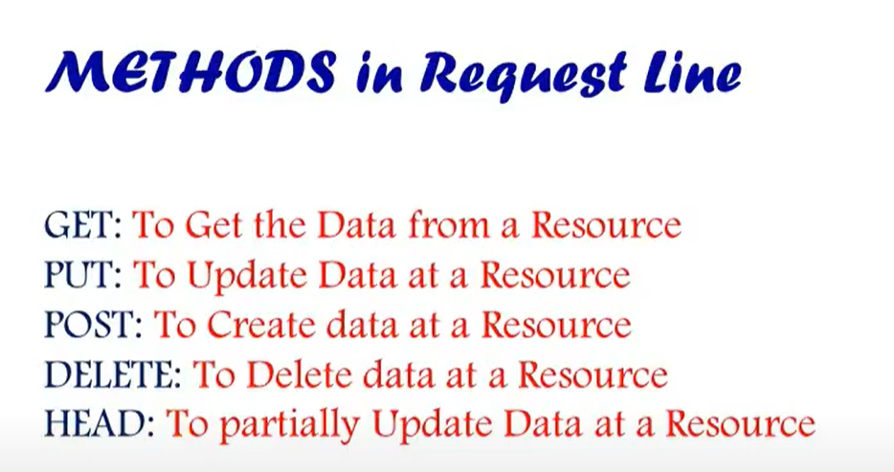 METHODS in Request Line
GET: To Get the Data from a Resource
PUT: To Update Data at a Resource
POST: To Create data at a Resource
DELETE: To Delete data at a Resource
HEAD: To partially Update Data at a Resource